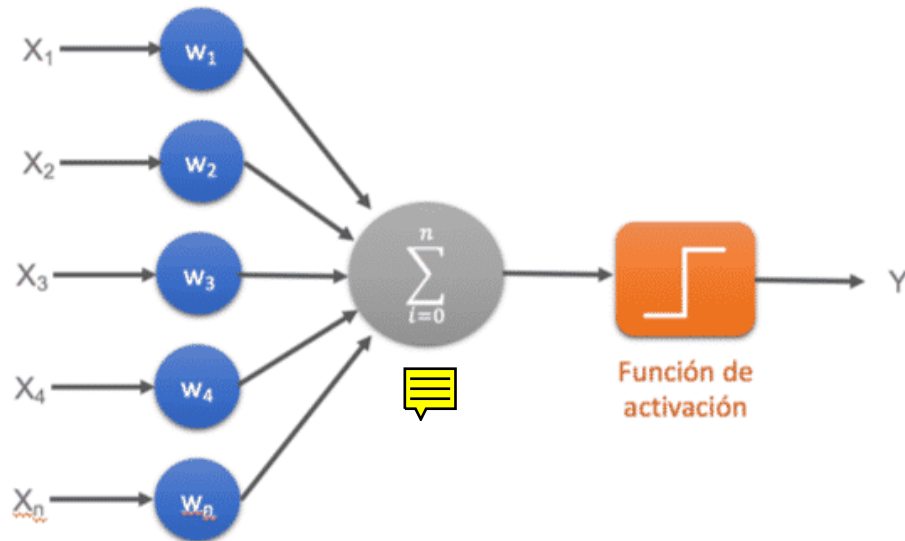 X₁ w₁
X₂ w₂
X₃ w₃
n
∑
i=0
Y
X₄ w₄
Función de
activación
Xₙ wₙ